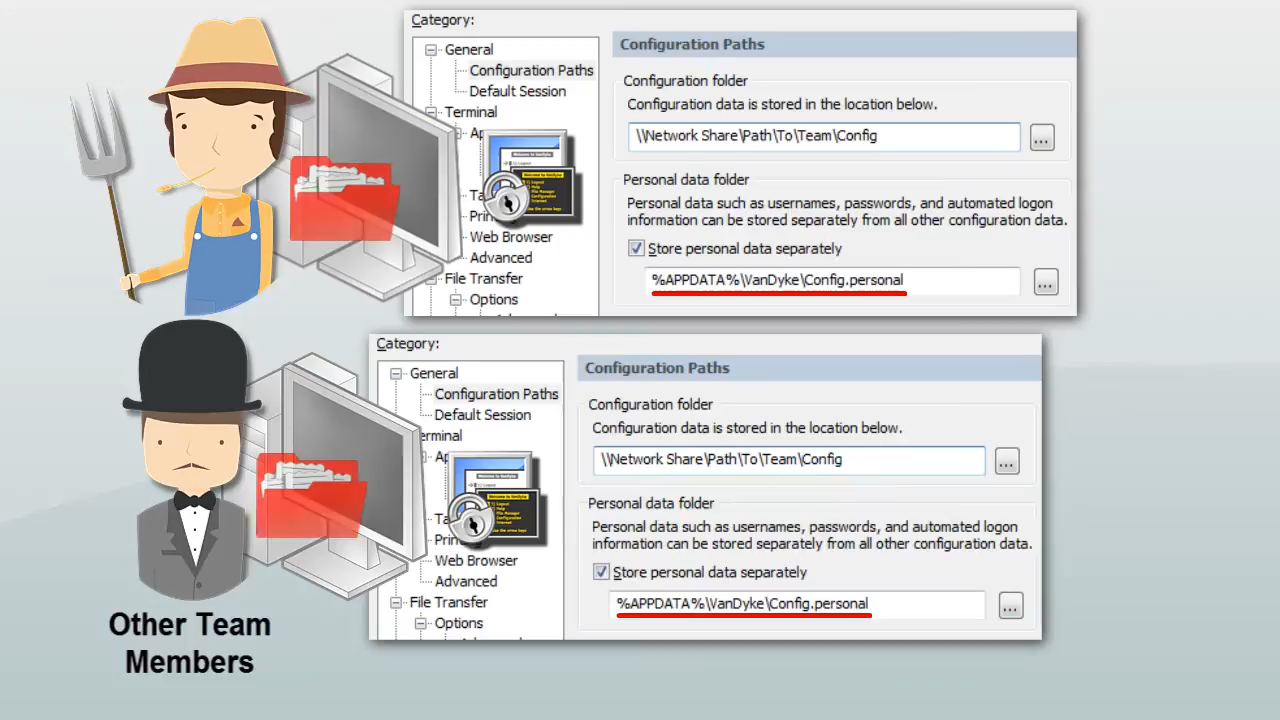 Category:
General
Configuration Paths
Default Session
Terminal
Web Browser
Advanced
File Transfer
Options
Configuration Paths
Configuration folder
Configuration data is stored in the location below.
\\Network Share\Path\To\Team\Config
...
Personal data folder
Personal data such as usernames, passwords, and automated logon
information can be stored separately from all other configuration data.
Store personal data separately
%APPDATA%\VanDyke\Config.personal
...
Category:
General
Configuration Paths
Default Session
erminal
Web Browser
Advanced
File Transfer
Options
Configuration Paths
Configuration folder
Configuration data is stored in the location below.
\\Network Share\Path\To\Team\Config
...
Personal data folder
Personal data such as usernames, passwords, and automated logon
information can be stored separately from all other configuration data.
Store personal data separately
%APPDATA%\VanDyke\Config.personal
...
Other Team
Members